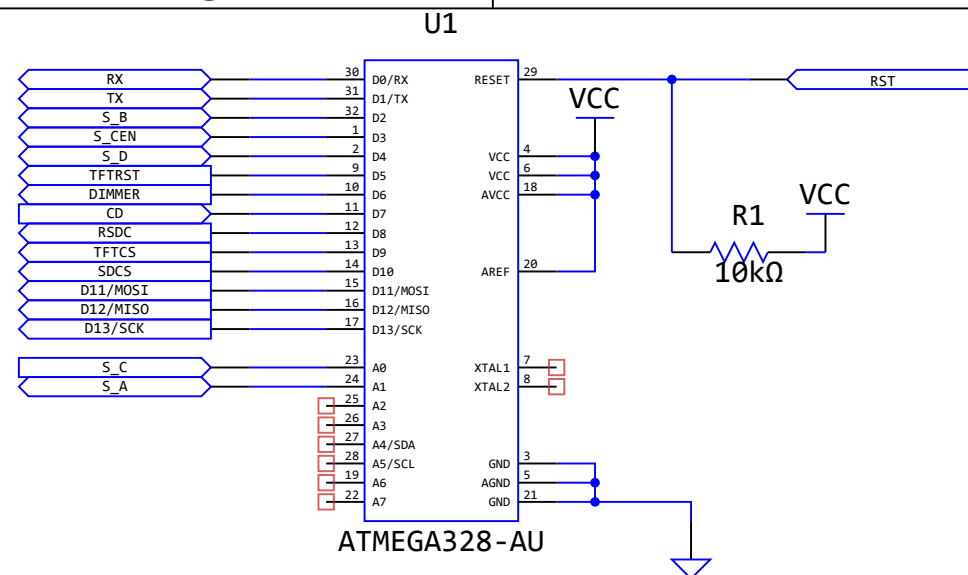 U1
RX 30 D0/RX RESET 29 RST
TX 31 D1/TX
S_B 32 D2 VCC
S_CEN 1 D3
S_D 2 D4 VCC 4
TFTRST 9 D5 VCC 6
DIMMER 10 D6 AVCC 18 VCC
CD 11 D7 R1
RSDC 12 D8
TFTCS 13 D9
SDCS 14 D10 AREF 20 10kΩ
D11/MOSI 15 D11/MOSI
D12/MISO 16 D12/MISO
D13/SCK 17 D13/SCK
S_C 23 A0 XTAL1 7
S_A 24 A1 XTAL2 8
25 A2
26 A3
27 A4/SDA
28 A5/SCL GND 3
19 A6 AGND 5
22 A7 GND 21
ATMEGA328-AU